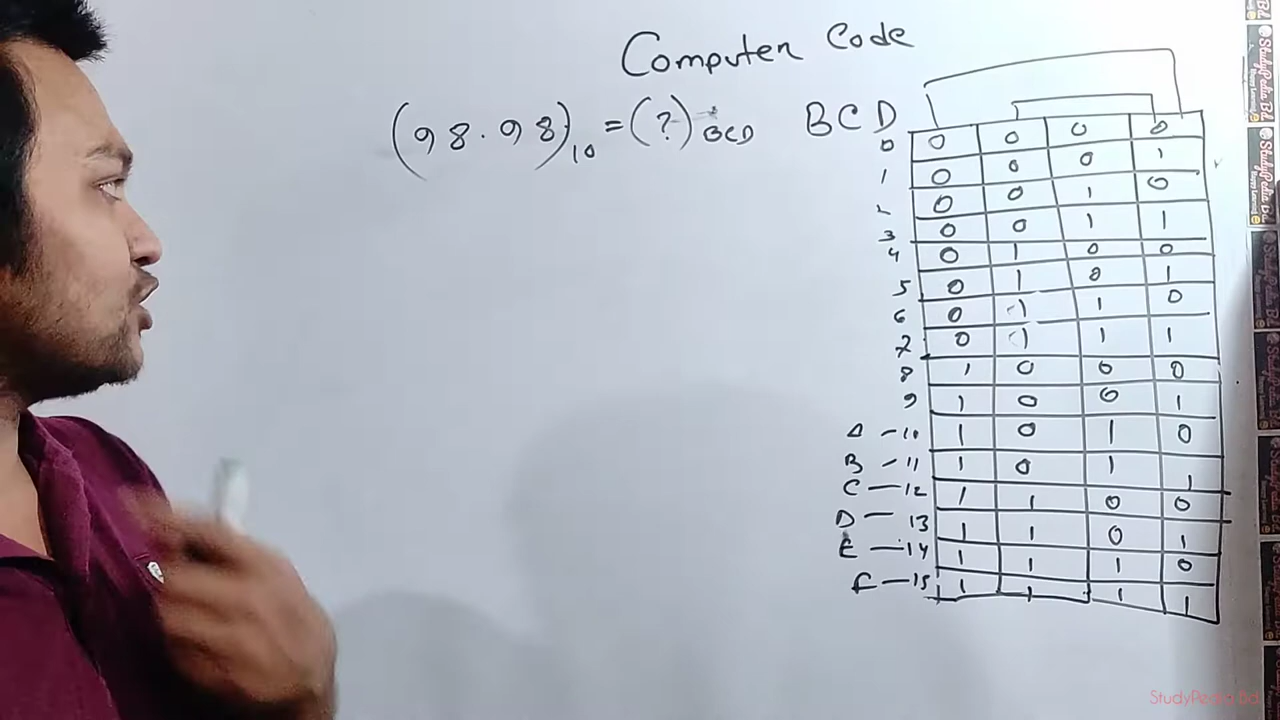 Computer Code
(98.98)10 = (?)BCD
BCD
0 0 0 0 0
1 0 0 0 1
2 0 0 1 0
3 0 0 1 1
4 0 1 0 0
5 0 1 0 1
6 0 1 1 0
7 0 1 1 1
8 1 0 0 0
9 1 0 0 1
A - 10 1 0 1 0
B - 11 1 0 1 1
C - 12 1 1 0 0
D - 13 1 1 0 1
E - 14 1 1 1 0
F - 15 1 1 1 1
StudyPedia Bd.